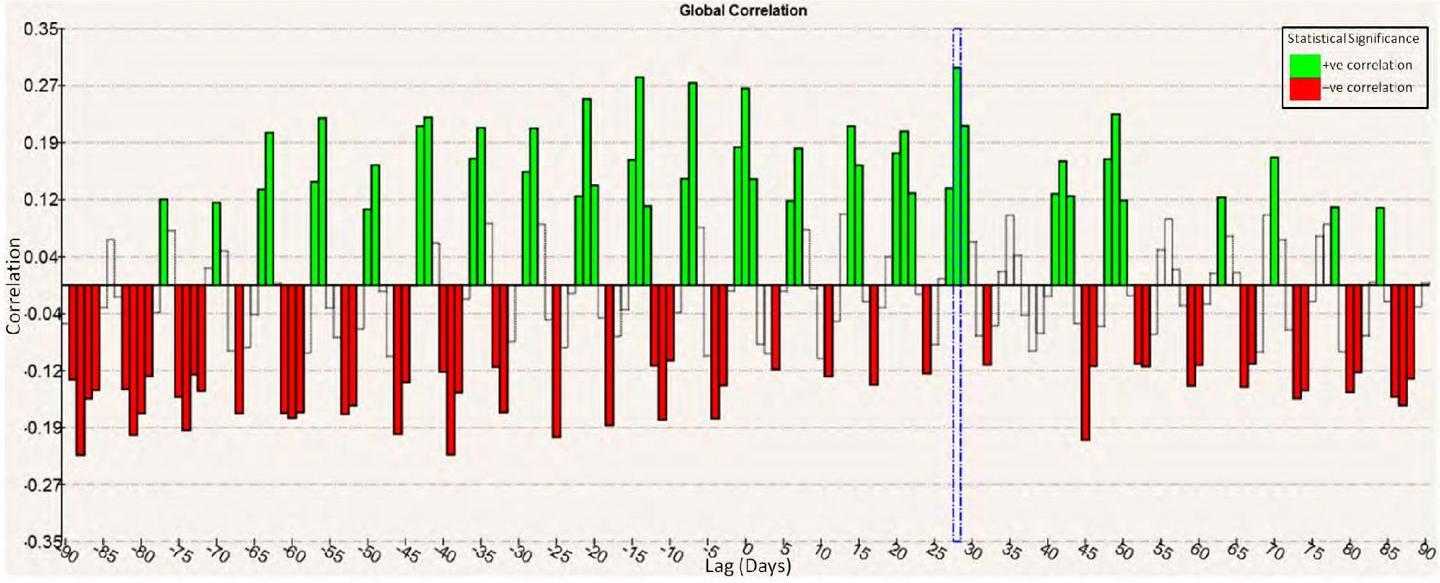 Global Correlation
Statistical Significance
+ve correlation
−ve correlation
0.35
0.27
0.19
0.12
0.04
-0.04
-0.12
-0.19
-0.27
-0.35
Correlation
-90 -85 -80 -75 -70 -65 -60 -55 -50 -45 -40 -35 -30 -25 -20 -15 -10 -5 0 5 10 15 20 25 30 35 40 45 50 55 60 65 70 75 80 85 90
Lag (Days)